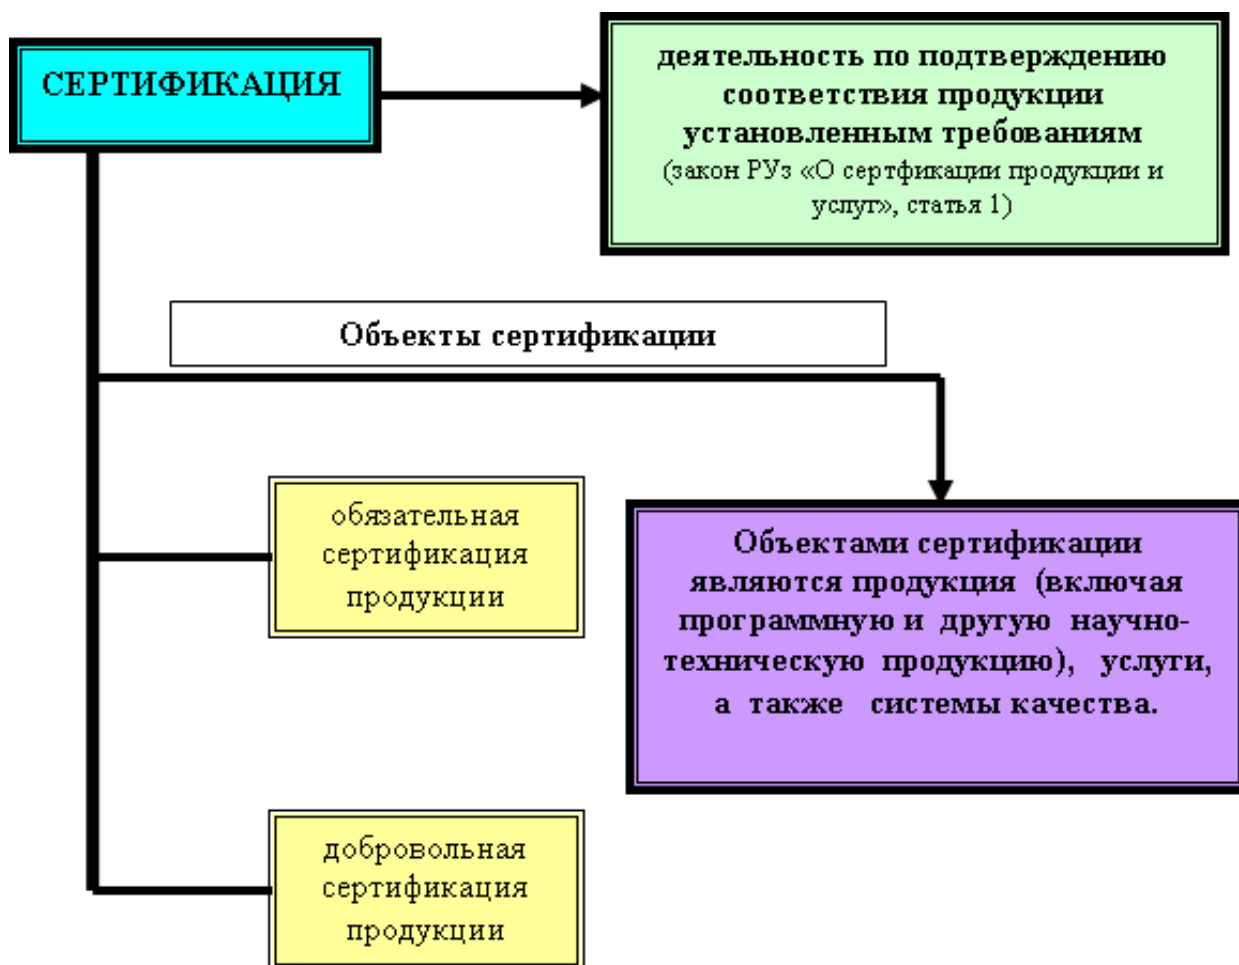 СЕРТИФИКАЦИЯ
деятельность по подтверждению
соответствия продукции
установленным требованиям
(закон РУз «О сертфикации продукции и
услуг», статья 1)
Объекты сертификации
обязательная
сертификация
продукции
Объектами сертификации
являются продукция (включая
программную и другую научно-
техническую продукцию), услуги,
а также системы качества.
добровольная
сертификация
продукции